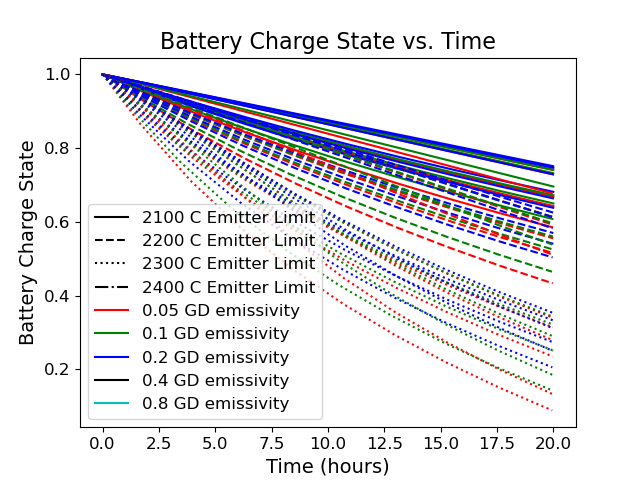 Battery Charge State vs. Time
Battery Charge State
1.0
0.8
0.6
0.4
0.2
2100 C Emitter Limit
2200 C Emitter Limit
2300 C Emitter Limit
2400 C Emitter Limit
0.05 GD emissivity
0.1 GD emissivity
0.2 GD emissivity
0.4 GD emissivity
0.8 GD emissivity
0.0 2.5 5.0 7.5 10.0 12.5 15.0 17.5 20.0
Time (hours)